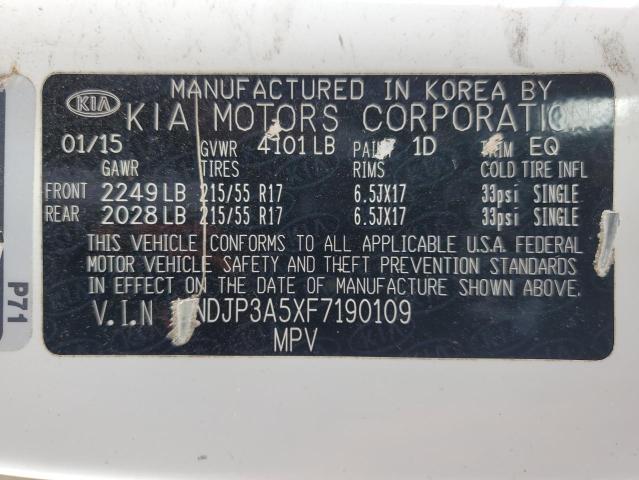 MANUFACTURED IN KOREA BY
KIA KIA MOTORS CORPORATION
01/15 GVWR 4101 LB PAINT 1D TRIM EQ
GAWR TIRES RIMS COLD TIRE INFL
FRONT 2249 LB 215/55 R17 6.5JX17 33psi SINGLE
REAR 2028 LB 215/55 R17 6.5JX17 33psi SINGLE
THIS VEHICLE CONFORMS TO ALL APPLICABLE U.S.A. FEDERAL
MOTOR VEHICLE SAFETY AND THEFT PREVENTION STANDARDS
IN EFFECT ON THE DATE OF MANUFACTURE SHOWN ABOVE.
V.I.N NDJP3A5XF7190109
MPV
P71